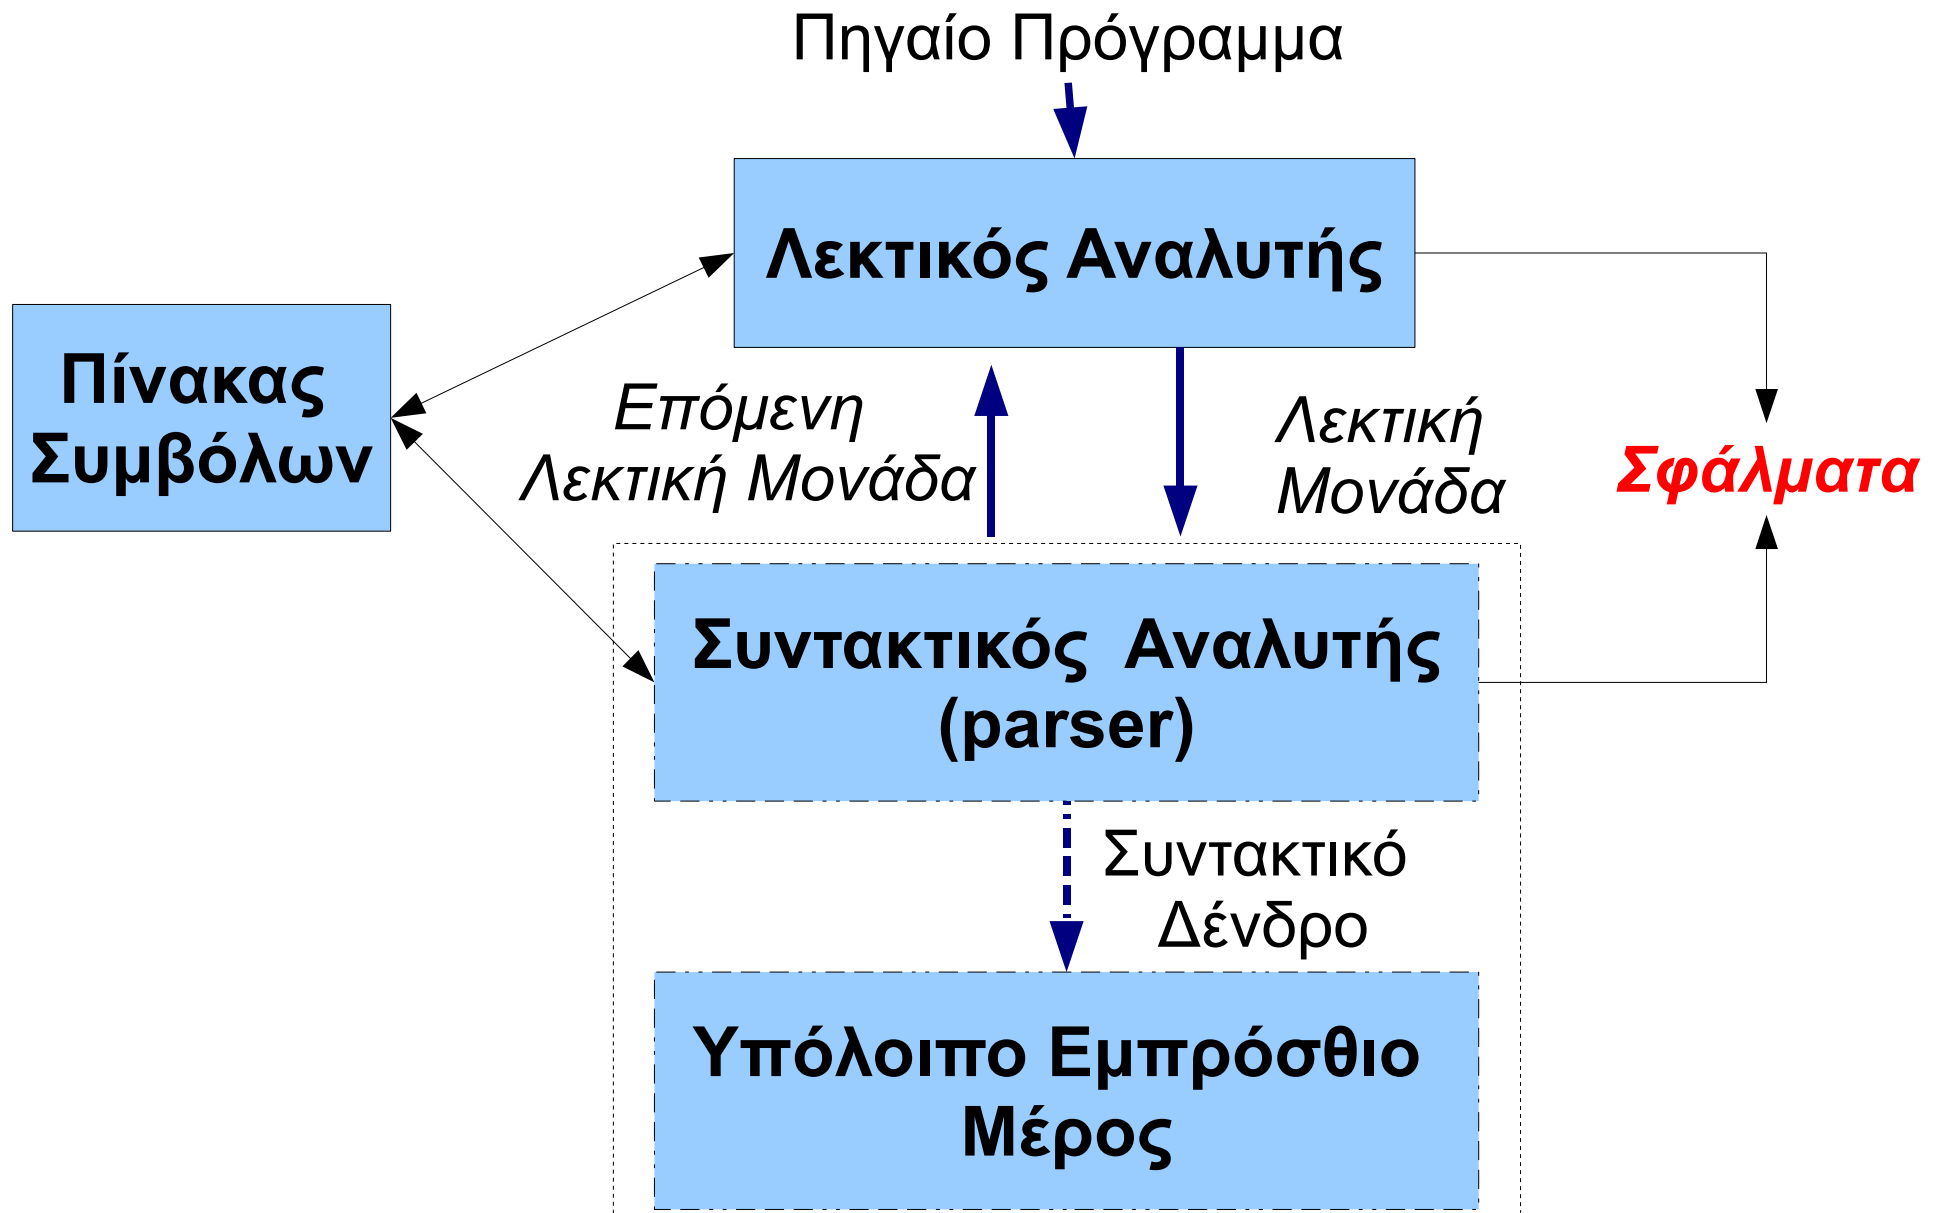 Πηγαίο Πρόγραμμα
Λεκτικός Αναλυτής
Πίνακας
Συμβόλων
Επόμενη
Λεκτική Μονάδα
Λεκτική
Μονάδα
Σφάλματα
Συντακτικός Αναλυτής
(parser)
Συντακτικό
Δένδρο
Υπόλοιπο Εμπρόσθιο
Μέρος